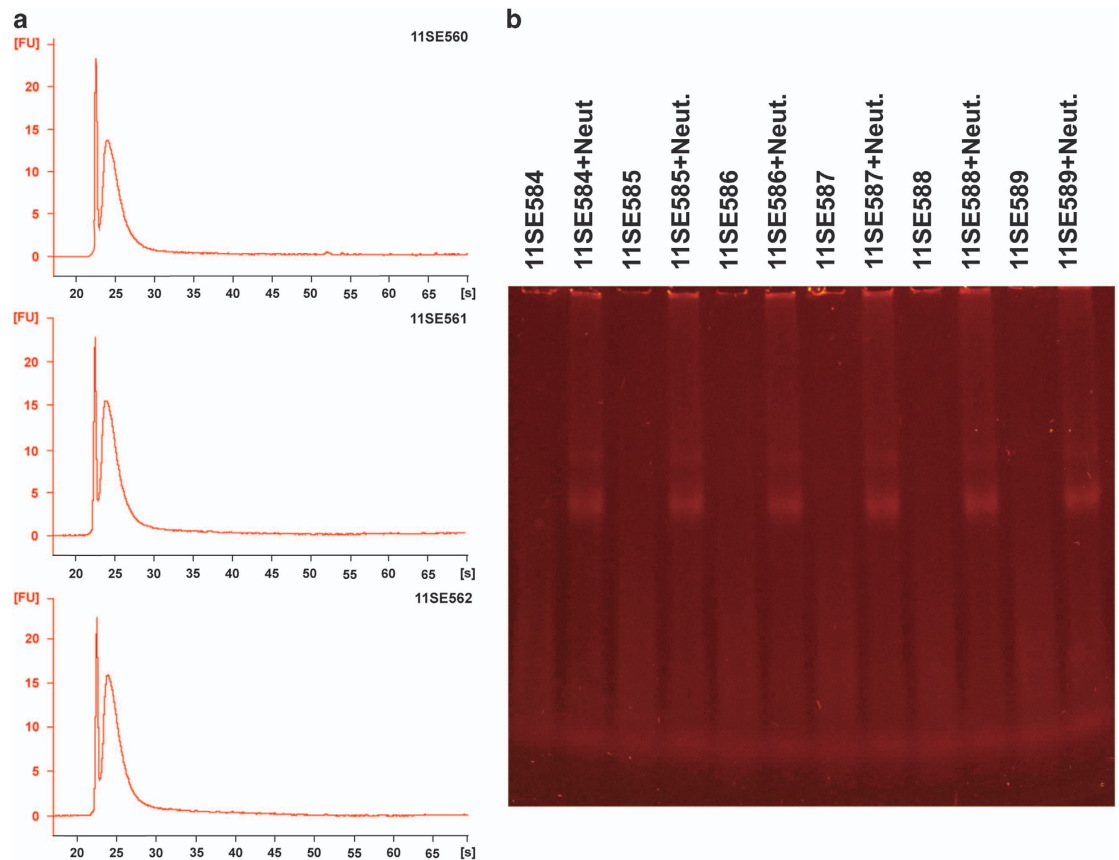 a
[FU]
11SE560
20
15
10
5
0
20 25 30 35 40 45 50 55 60 65 [s]
[FU]
11SE561
20
15
10
5
0
20 25 30 35 40 45 50 55 60 65 [s]
[FU]
11SE562
20
15
10
5
0
20 25 30 35 40 45 50 55 60 65 [s]
b
11SE584
11SE584+Neut
11SE585
11SE585+Neut.
11SE586
11SE586+Neut.
11SE587
11SE587+Neut.
11SE588
11SE588+Neut.
11SE589
11SE589+Neut.